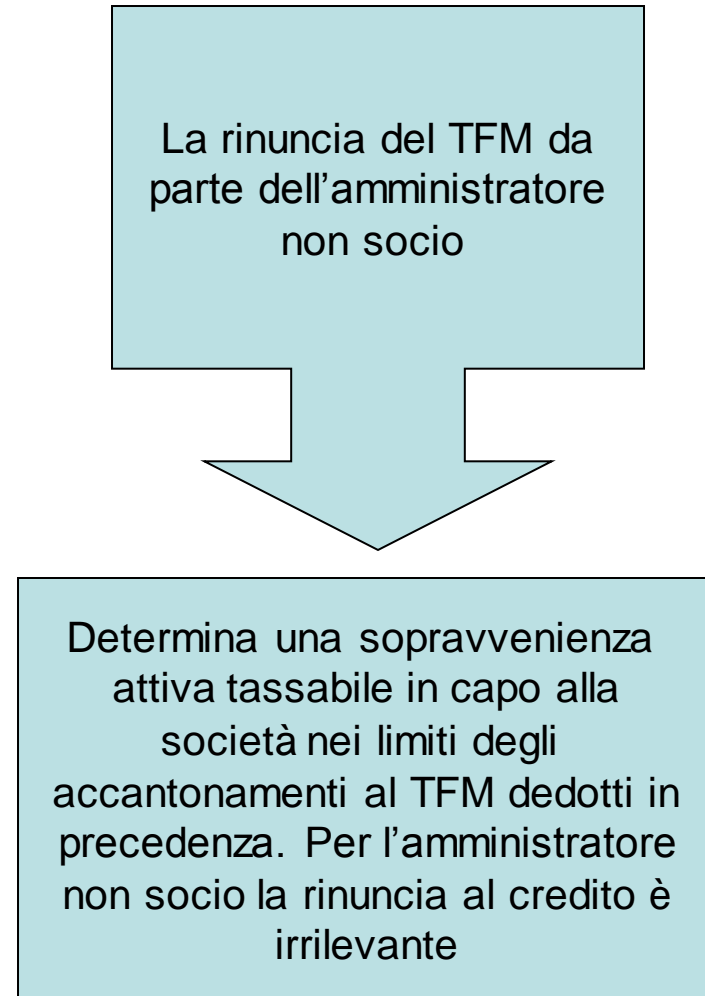 La rinuncia del TFM da
parte dell’amministratore
non socio
Determina una sopravvenienza
attiva tassabile in capo alla
società nei limiti degli
accantonamenti al TFM dedotti in
precedenza. Per l’amministratore
non socio la rinuncia al credito è
irrilevante